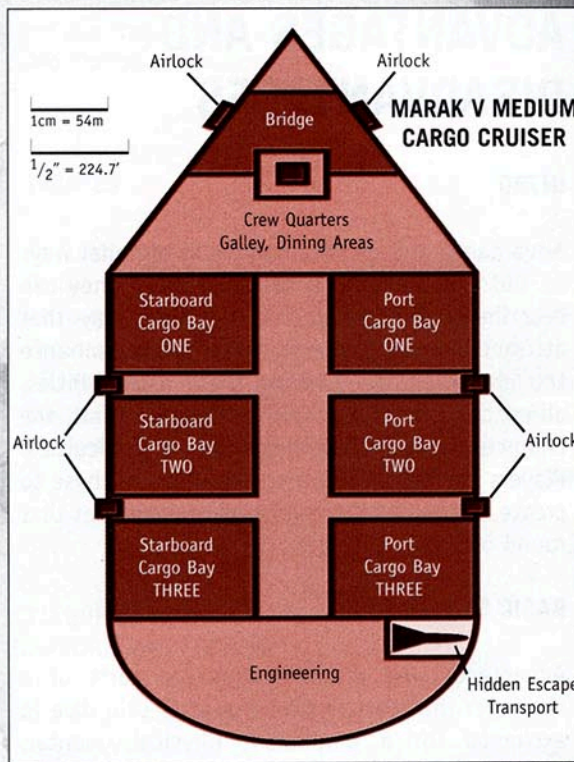 Airlock
Airlock
1cm = 54m
1/2" = 224.7'
MARAK V MEDIUM
CARGO CRUISER
Bridge
Crew Quarters
Galley, Dining Areas
Starboard
Cargo Bay
ONE
Port
Cargo Bay
ONE
Airlock
Starboard
Cargo Bay
TWO
Port
Cargo Bay
TWO
Airlock
Starboard
Cargo Bay
THREE
Port
Cargo Bay
THREE
Engineering
Hidden Escape
Transport